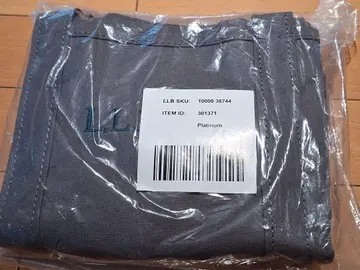 LLB SKU: 10000 36744
ITEM ID: 301371
Platinum
L.L.